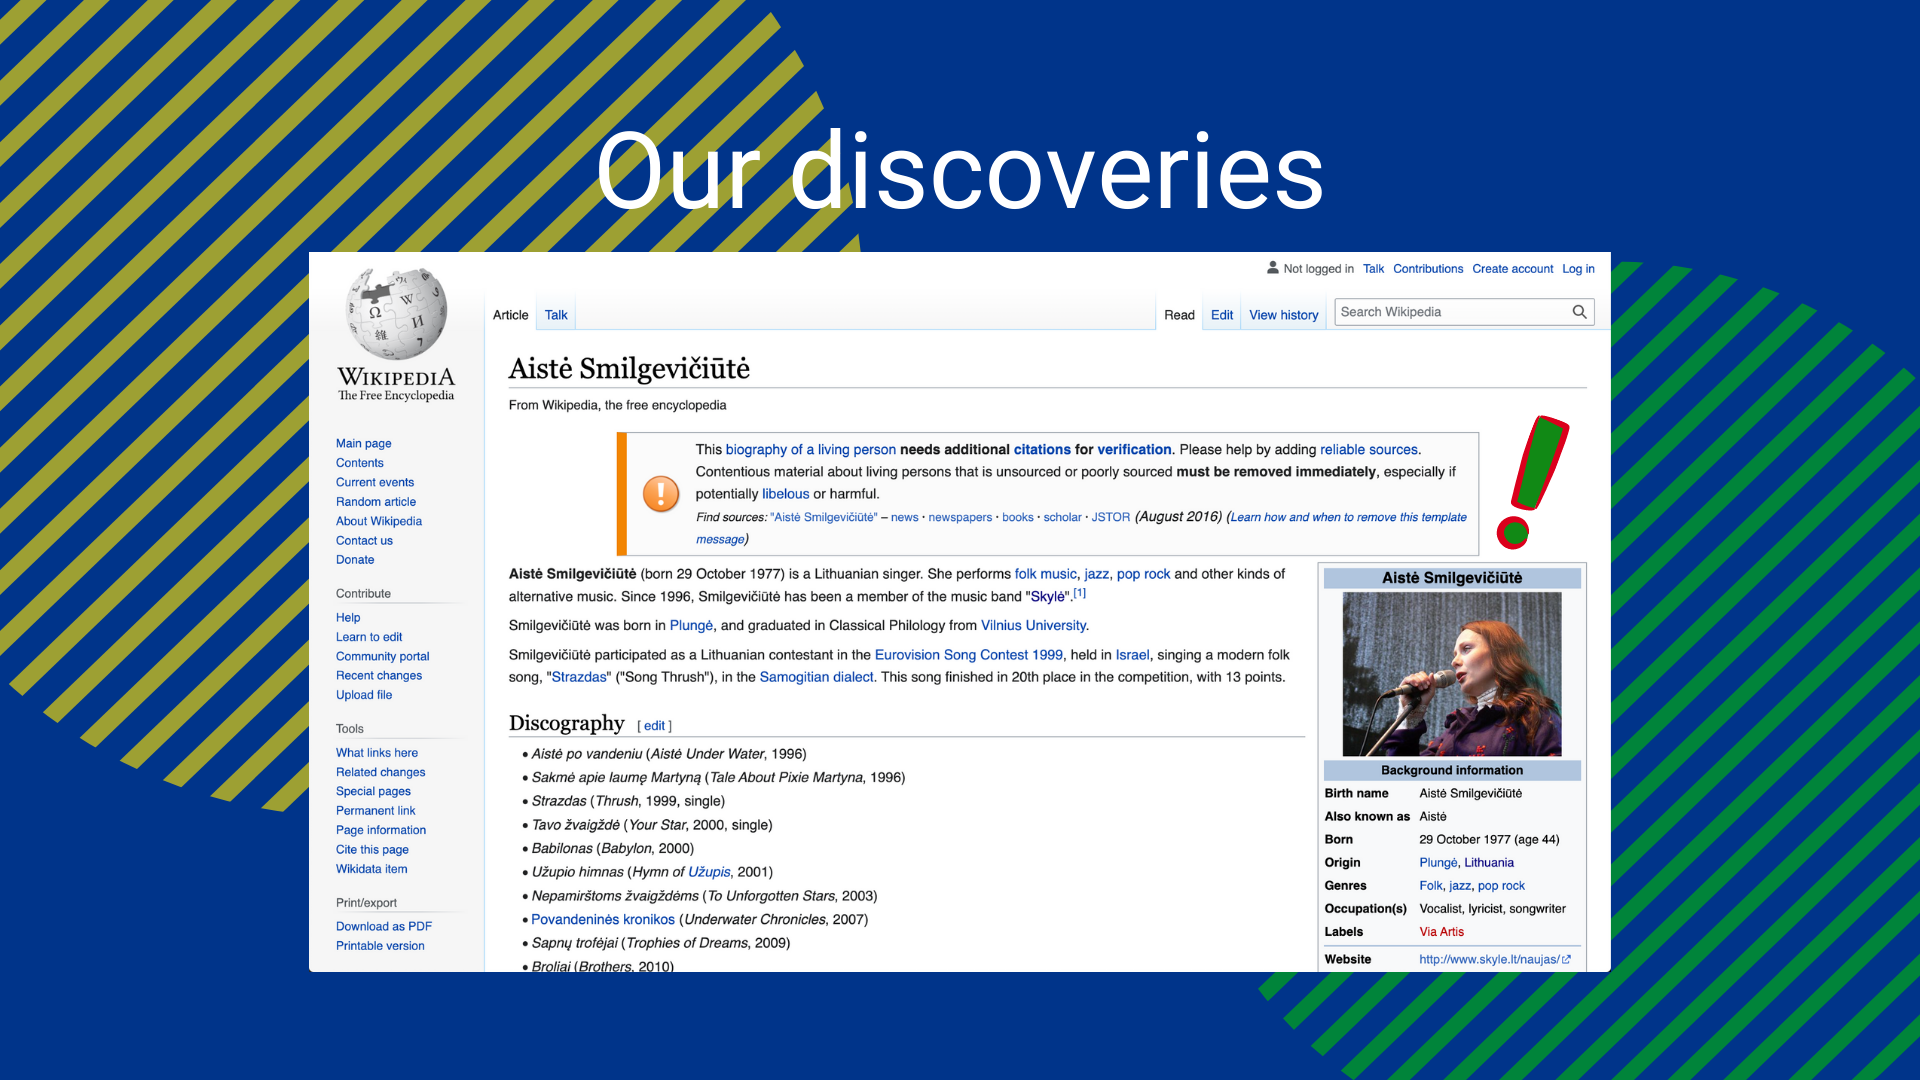 Our discoveries
Not logged in Talk Contributions Create account Log in
Article Talk Read Edit View history Search Wikipedia
WIKIPEDIA
The Free Encyclopedia
Main page
Contents
Current events
Random article
About Wikipedia
Contact us
Donate
Contribute
Help
Learn to edit
Community portal
Recent changes
Upload file
Tools
What links here
Related changes
Special pages
Permanent link
Page information
Cite this page
Wikidata item
Print/export
Download as PDF
Printable version
Aistė Smilgevičiūtė
From Wikipedia, the free encyclopedia
This biography of a living person needs additional citations for verification. Please help by adding reliable sources.
Contentious material about living persons that is unsourced or poorly sourced must be removed immediately, especially if
potentially libelous or harmful.
Find sources: "Aistė Smilgevičiūtė" – news · newspapers · books · scholar · JSTOR (August 2016) (Learn how and when to remove this template
message)
Aistė Smilgevičiūtė (born 29 October 1977) is a Lithuanian singer. She performs folk music, jazz, pop rock and other kinds of
alternative music. Since 1996, Smilgevičiūtė has been a member of the music band "Skylė".[1]
Smilgevičiūtė was born in Plungė, and graduated in Classical Philology from Vilnius University.
Smilgevičiūtė participated as a Lithuanian contestant in the Eurovision Song Contest 1999, held in Israel, singing a modern folk
song, "Strazdas" ("Song Thrush"), in the Samogitian dialect. This song finished in 20th place in the competition, with 13 points.
Discography [ edit ]
• Aistė po vandeniu (Aistė Under Water, 1996)
• Sakmė apie laumę Martyną (Tale About Pixie Martyna, 1996)
• Strazdas (Thrush, 1999, single)
• Tavo žvaigždė (Your Star, 2000, single)
• Babilonas (Babylon, 2000)
• Užupio himnas (Hymn of Užupis, 2001)
• Nepamirštoms žvaigždėms (To Unforgotten Stars, 2003)
• Povandeninės kronikos (Underwater Chronicles, 2007)
• Sapnų trofėjai (Trophies of Dreams, 2009)
• Broliai (Brothers, 2010)
Aistė Smilgevičiūtė
Background information
Birth name Aistė Smilgevičiūtė
Also known as Aistė
Born 29 October 1977 (age 44)
Origin Plungė, Lithuania
Genres Folk, jazz, pop rock
Occupation(s) Vocalist, lyricist, songwriter
Labels Via Artis
Website http://www.skyle.lt/naujas/